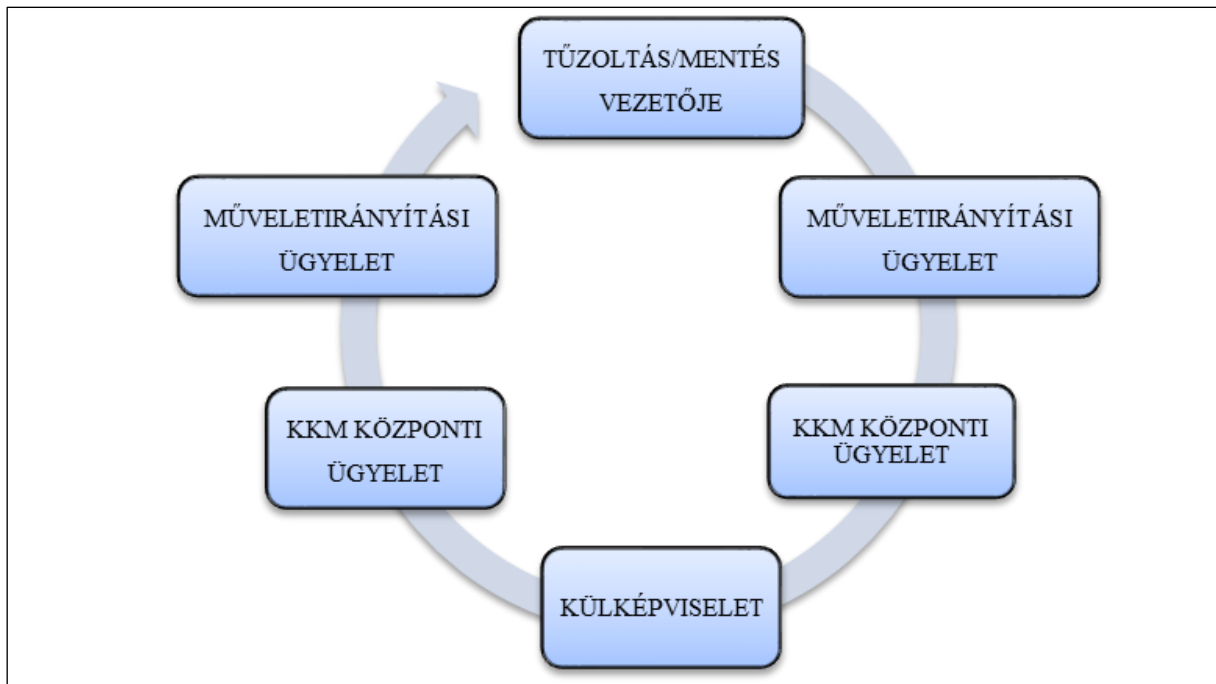 TŰZOLTÁS/MENTÉS
VEZETŐJE
MŰVELETIRÁNYÍTÁSI
ÜGYELET
MŰVELETIRÁNYÍTÁSI
ÜGYELET
KKM KÖZPONTI
ÜGYELET
KKM KÖZPONTI
ÜGYELET
KÜLKÉPVISELET